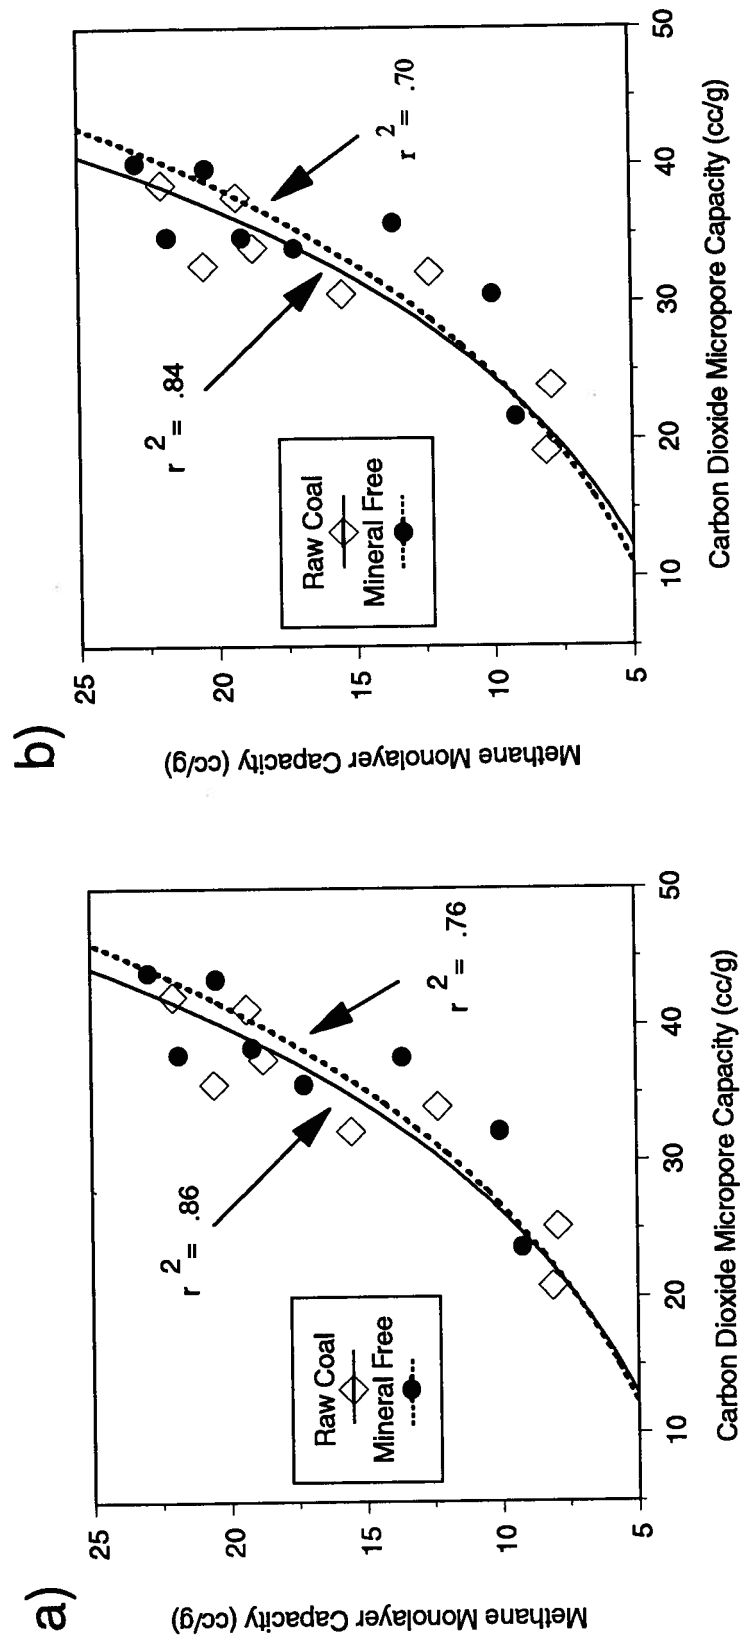 a)
Methane Monolayer Capacity (cc/g)
25
20
15
10
5
r² = .86
r² = .76
Raw Coal
Mineral Free
10
20
30
40
50
Carbon Dioxide Micropore Capacity (cc/g)
b)
Methane Monolayer Capacity (cc/g)
25
20
15
10
5
r² = .84
r² = .70
Raw Coal
Mineral Free
10
20
30
40
50
Carbon Dioxide Micropore Capacity (cc/g)